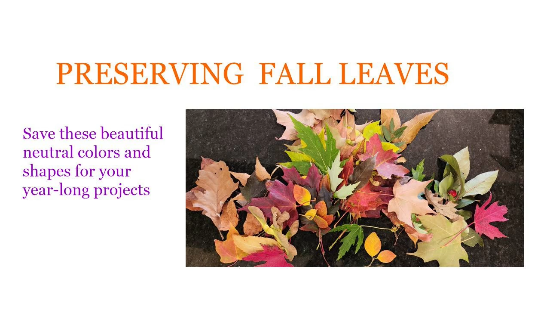 PRESERVING FALL LEAVES
Save these beautiful
neutral colors and
shapes for your
year-long projects